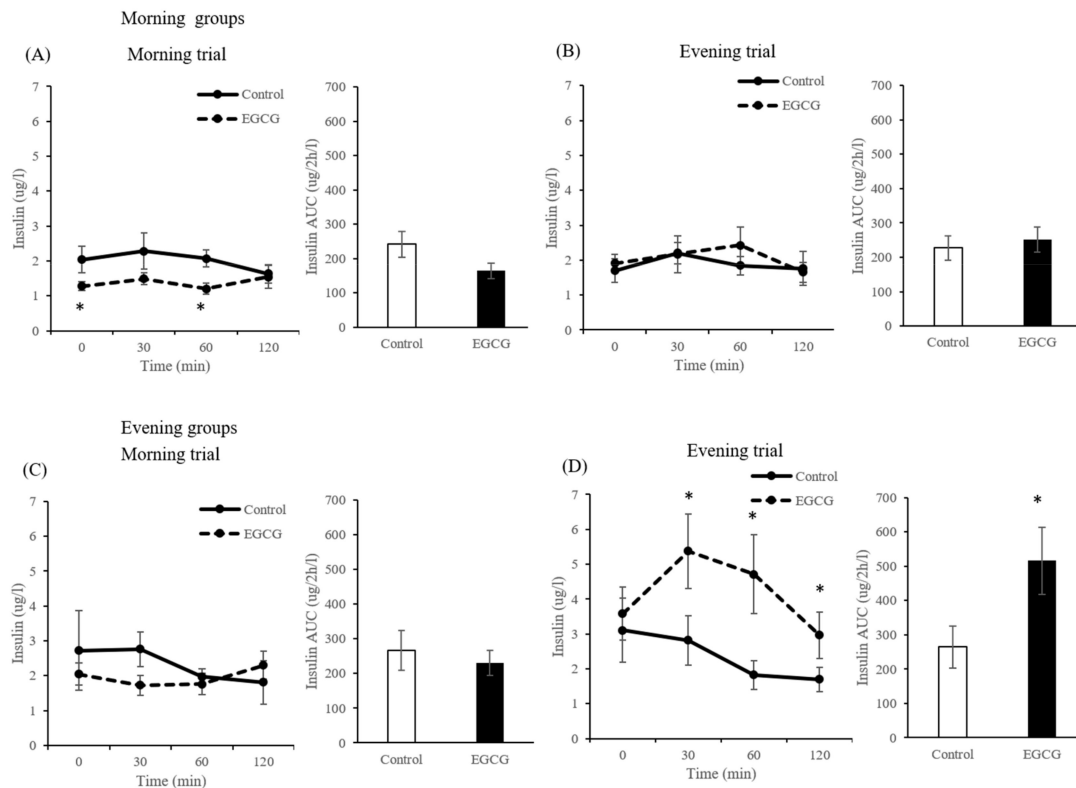 Morning groups
(A)
Morning trial
Control
EGCG
7
6
5
4
3
2
1
0
Insulin (ug/l)
*
*
0 30 60 120
Time (min)
700
600
500
400
300
200
100
0
Insulin AUC (ug/2h/l)
Control EGCG
(B)
Evening trial
Control
EGCG
7
6
5
4
3
2
1
0
Insulin (ug/l)
0 30 60 120
Time (min)
700
600
500
400
300
200
100
0
Insulin AUC (ug/2h/l)
Control EGCG
Evening groups
(C)
Morning trial
Control
EGCG
7
6
5
4
3
2
1
0
Insulin (ug/l)
0 30 60 120
Time (min)
700
600
500
400
300
200
100
0
Insulin AUC (ug/2h/l)
Control EGCG
(D)
Evening trial
Control
EGCG
7
6
5
4
3
2
1
0
Insulin (ug/l)
*
*
*
0 30 60 120
Time (min)
700
600
500
400
300
200
100
0
Insulin AUC (ug/2h/l)
*
Control EGCG